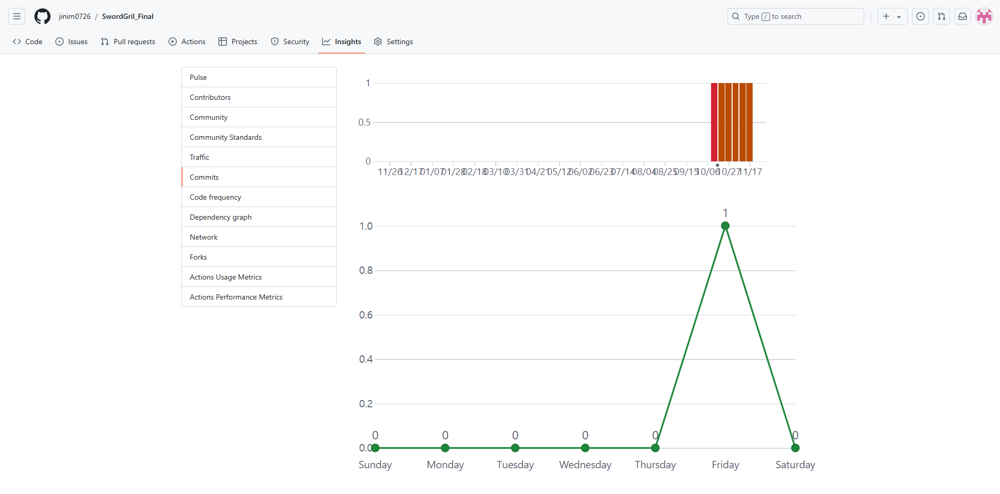 jinim0726 / SwordGril_Final
Type / to search
Code Issues Pull requests Actions Projects Security Insights Settings
Pulse
Contributors
Community
Community Standards
Traffic
Commits
Code frequency
Dependency graph
Network
Forks
Actions Usage Metrics
Actions Performance Metrics
1
0.5
0
11/26 12/17 01/07 01/28 02/18 03/10 03/31 04/21 05/12 06/02 06/23 07/14 08/04 08/25 09/15 10/06 10/27 11/17
1
1.0
0.8
0.6
0.4
0.2
0 0 0 0 0 0
0.0
Sunday Monday Tuesday Wednesday Thursday Friday Saturday